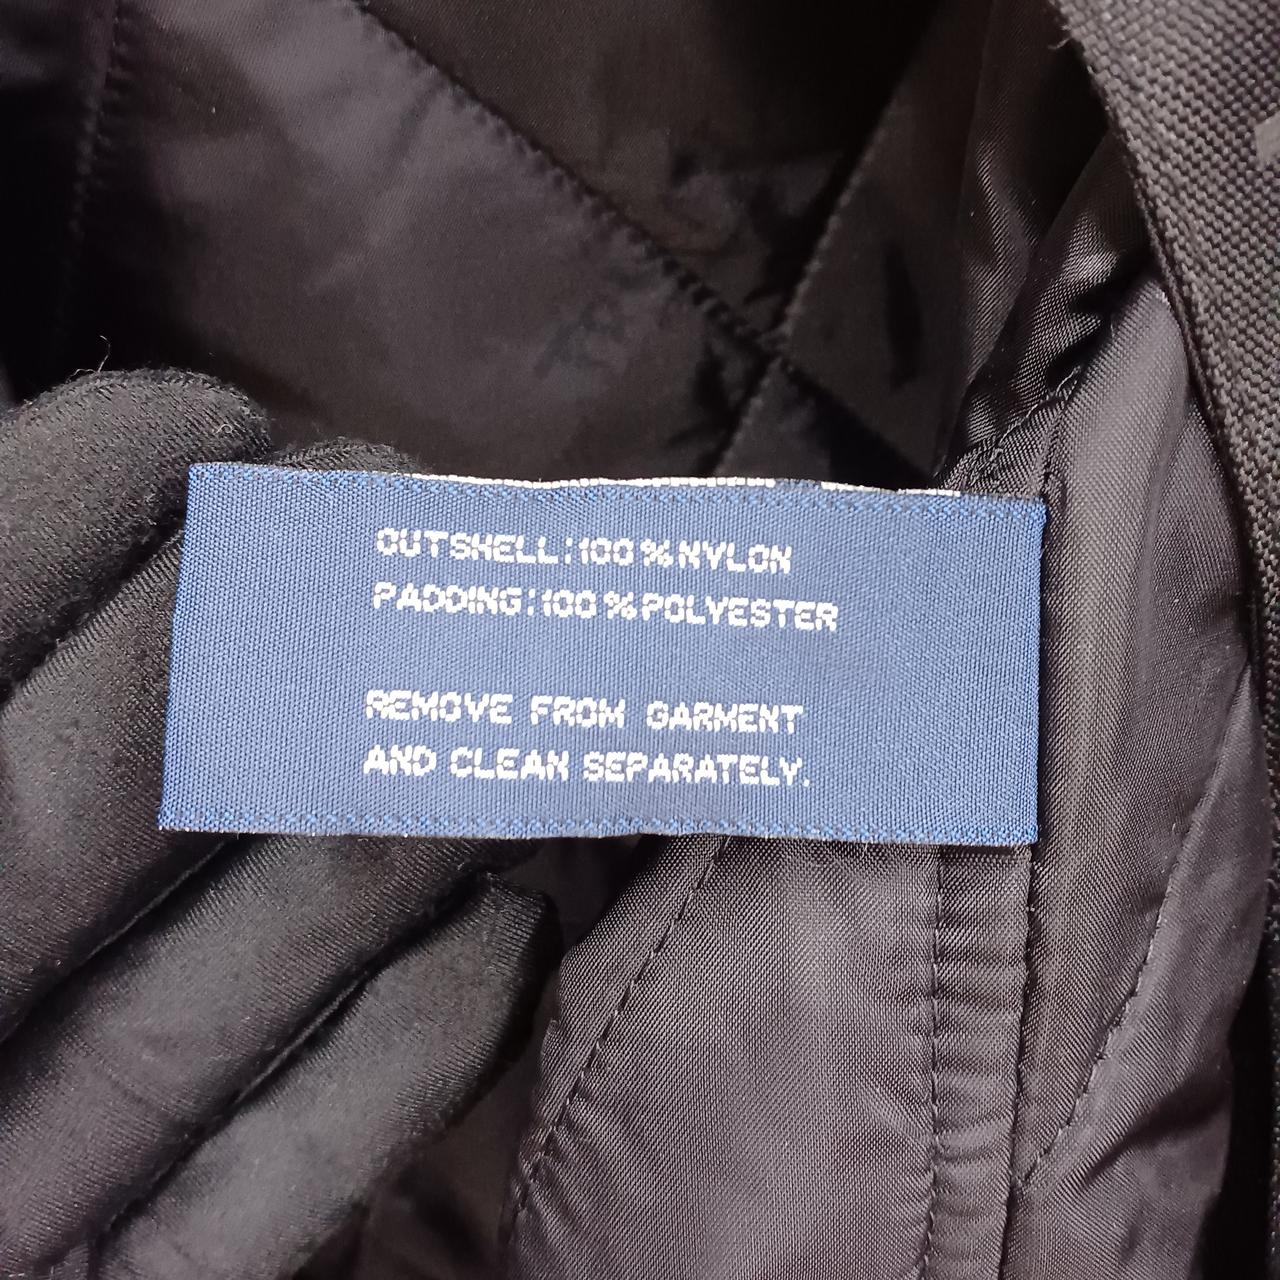 OUTSHELL:100%NYLON
PADDING:100%POLYESTER
REMOVE FROM GARMENT
AND CLEAN SEPARATELY.